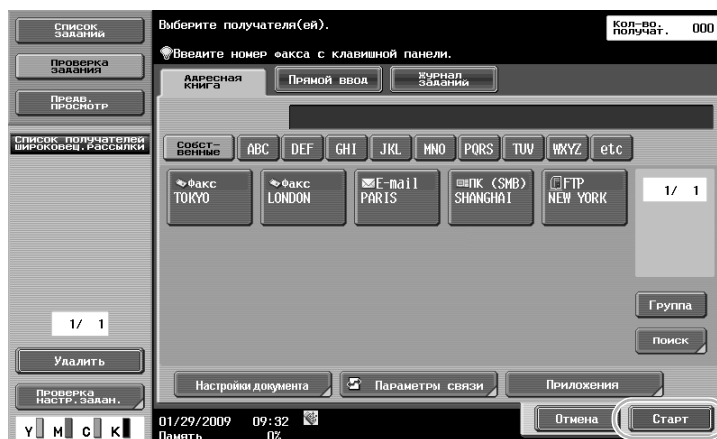 Список
заданий
Проверка
задания
Предв.
просмотр
Список получателей
широковец.рассылки
1/ 1
Удалить
Проверка
настр.задан.
Y M C K
Выберите получателя(ей).
Кол-во.
получат. 000
Введите номер факса с клавишной панели.
Адресная
книга
Прямой ввод
Журнал
заданий
Собст-
венные
ABC DEF GHI JKL MNO PQRS TUV WXYZ etc
Факс
TOKYO
Факс
LONDON
E-mail
PARIS
ПК (SMB)
SHANGHAI
FTP
NEW YORK
1/ 1
Группа
Поиск
Настройки документа
Параметры связи
Приложения
01/29/2009 09:32
Память 0%
Отмена
Старт